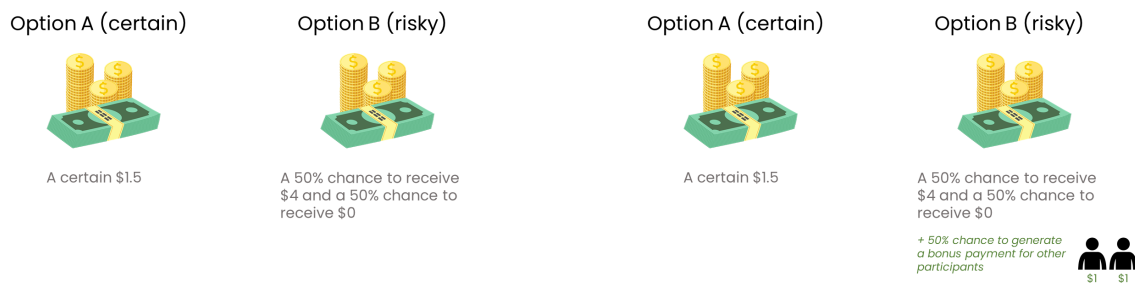 Option A (certain)
Option B (risky)
A certain $1.5
A 50% chance to receive
$4 and a 50% chance to
receive $0
Option A (certain)
Option B (risky)
A certain $1.5
A 50% chance to receive
$4 and a 50% chance to
receive $0
+ 50% chance to generate
a bonus payment for other
participants
$1 $1